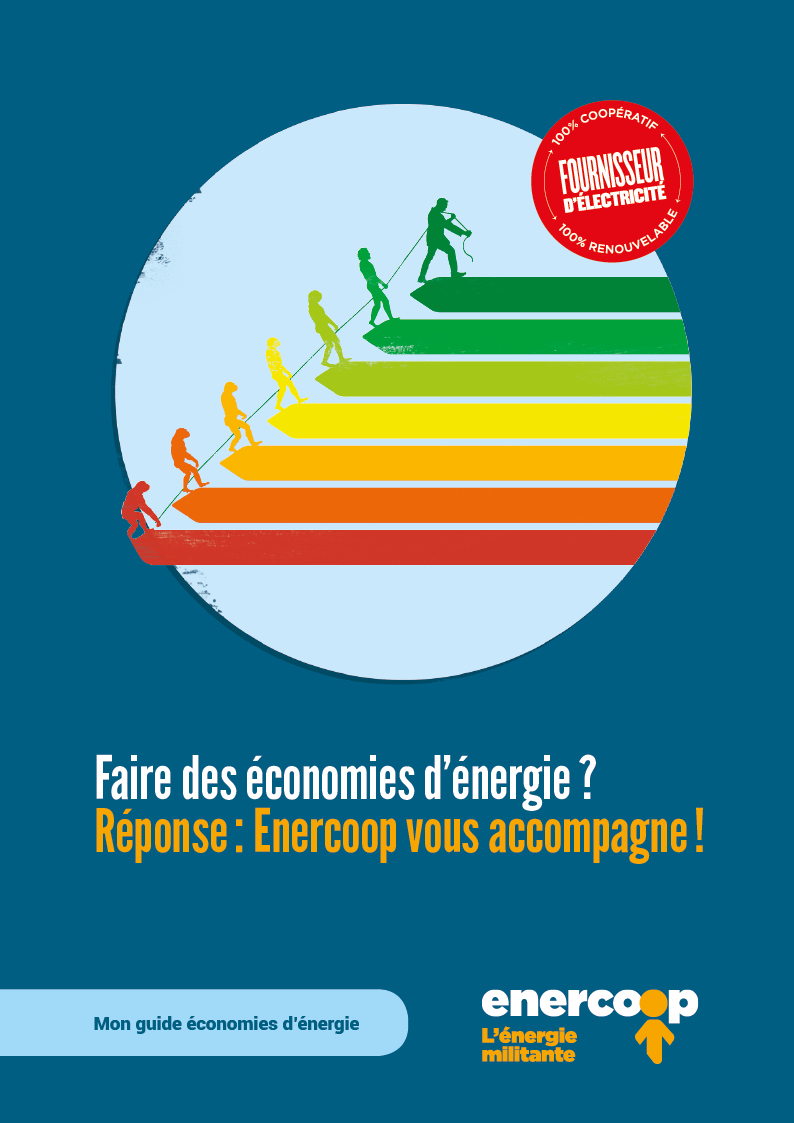 100% COOPÉRATIF
FOURNISSEUR
D'ÉLECTRICITÉ
100% RENOUVELABLE
Faire des économies d'énergie ?
Réponse : Enercoop vous accompagne !
Mon guide économies d'énergie
enercoop
L'énergie
militante